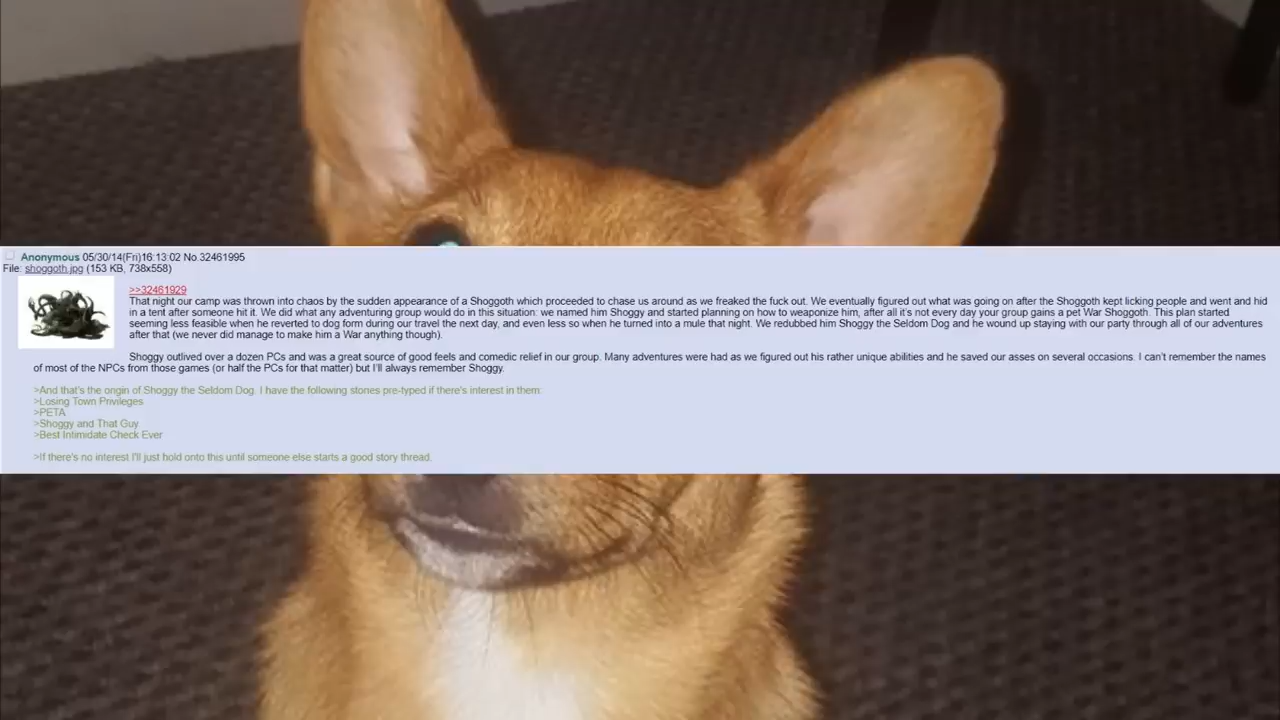 Anonymous 05/30/14(Fri)16:13:02 No.32461995
File: shoggoth.jpg (153 KB, 738x558)
>>32461929
That night our camp was thrown into chaos by the sudden appearance of a Shoggoth which proceeded to chase us around as we freaked the fuck out. We eventually figured out what was going on after the Shoggoth kept licking people and went and hid
in a tent after someone hit it. We did what any adventuring group would do in this situation: we named him Shoggy and started planning on how to weaponize him, after all it's not every day your group gains a pet War Shoggoth. This plan started
seeming less feasible when he reverted to dog form during our travel the next day, and even less so when he turned into a mule that night. We redubbed him Shoggy the Seldom Dog and he wound up staying with our party through all of our adventures
after that (we never did manage to make him a War anything though).
Shoggy outlived over a dozen PCs and was a great source of good feels and comedic relief in our group. Many adventures were had as we figured out his rather unique abilities and he saved our asses on several occasions. I can't remember the names
of most of the NPCs from those games (or half the PCs for that matter) but I'll always remember Shoggy.
>And that's the origin of Shoggy the Seldom Dog. I have the following stones pre-typed if there's interest in them:
>Losing Town Privileges
>PETA
>Shoggy and That Guy
>Best Intimidate Check Ever
>If there's no interest I'll just hold onto this until someone else starts a good story thread.